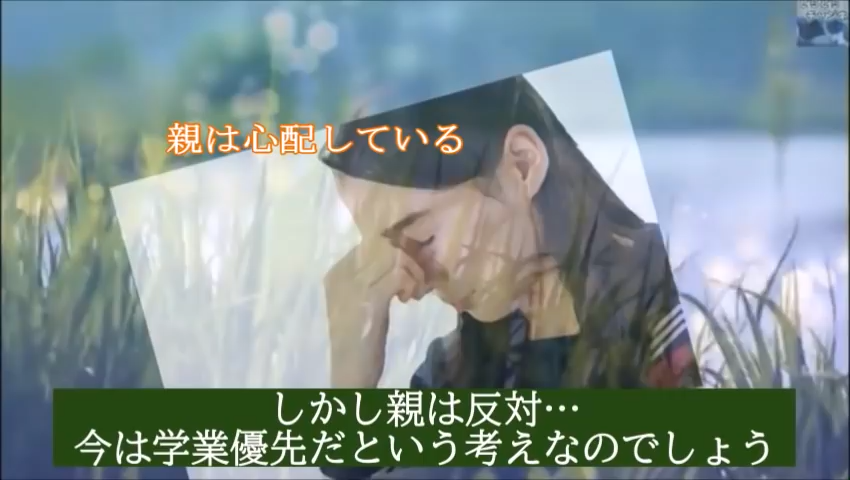 親は心配している
しかし親は反対…
今は学業優先だという考えなのでしょう